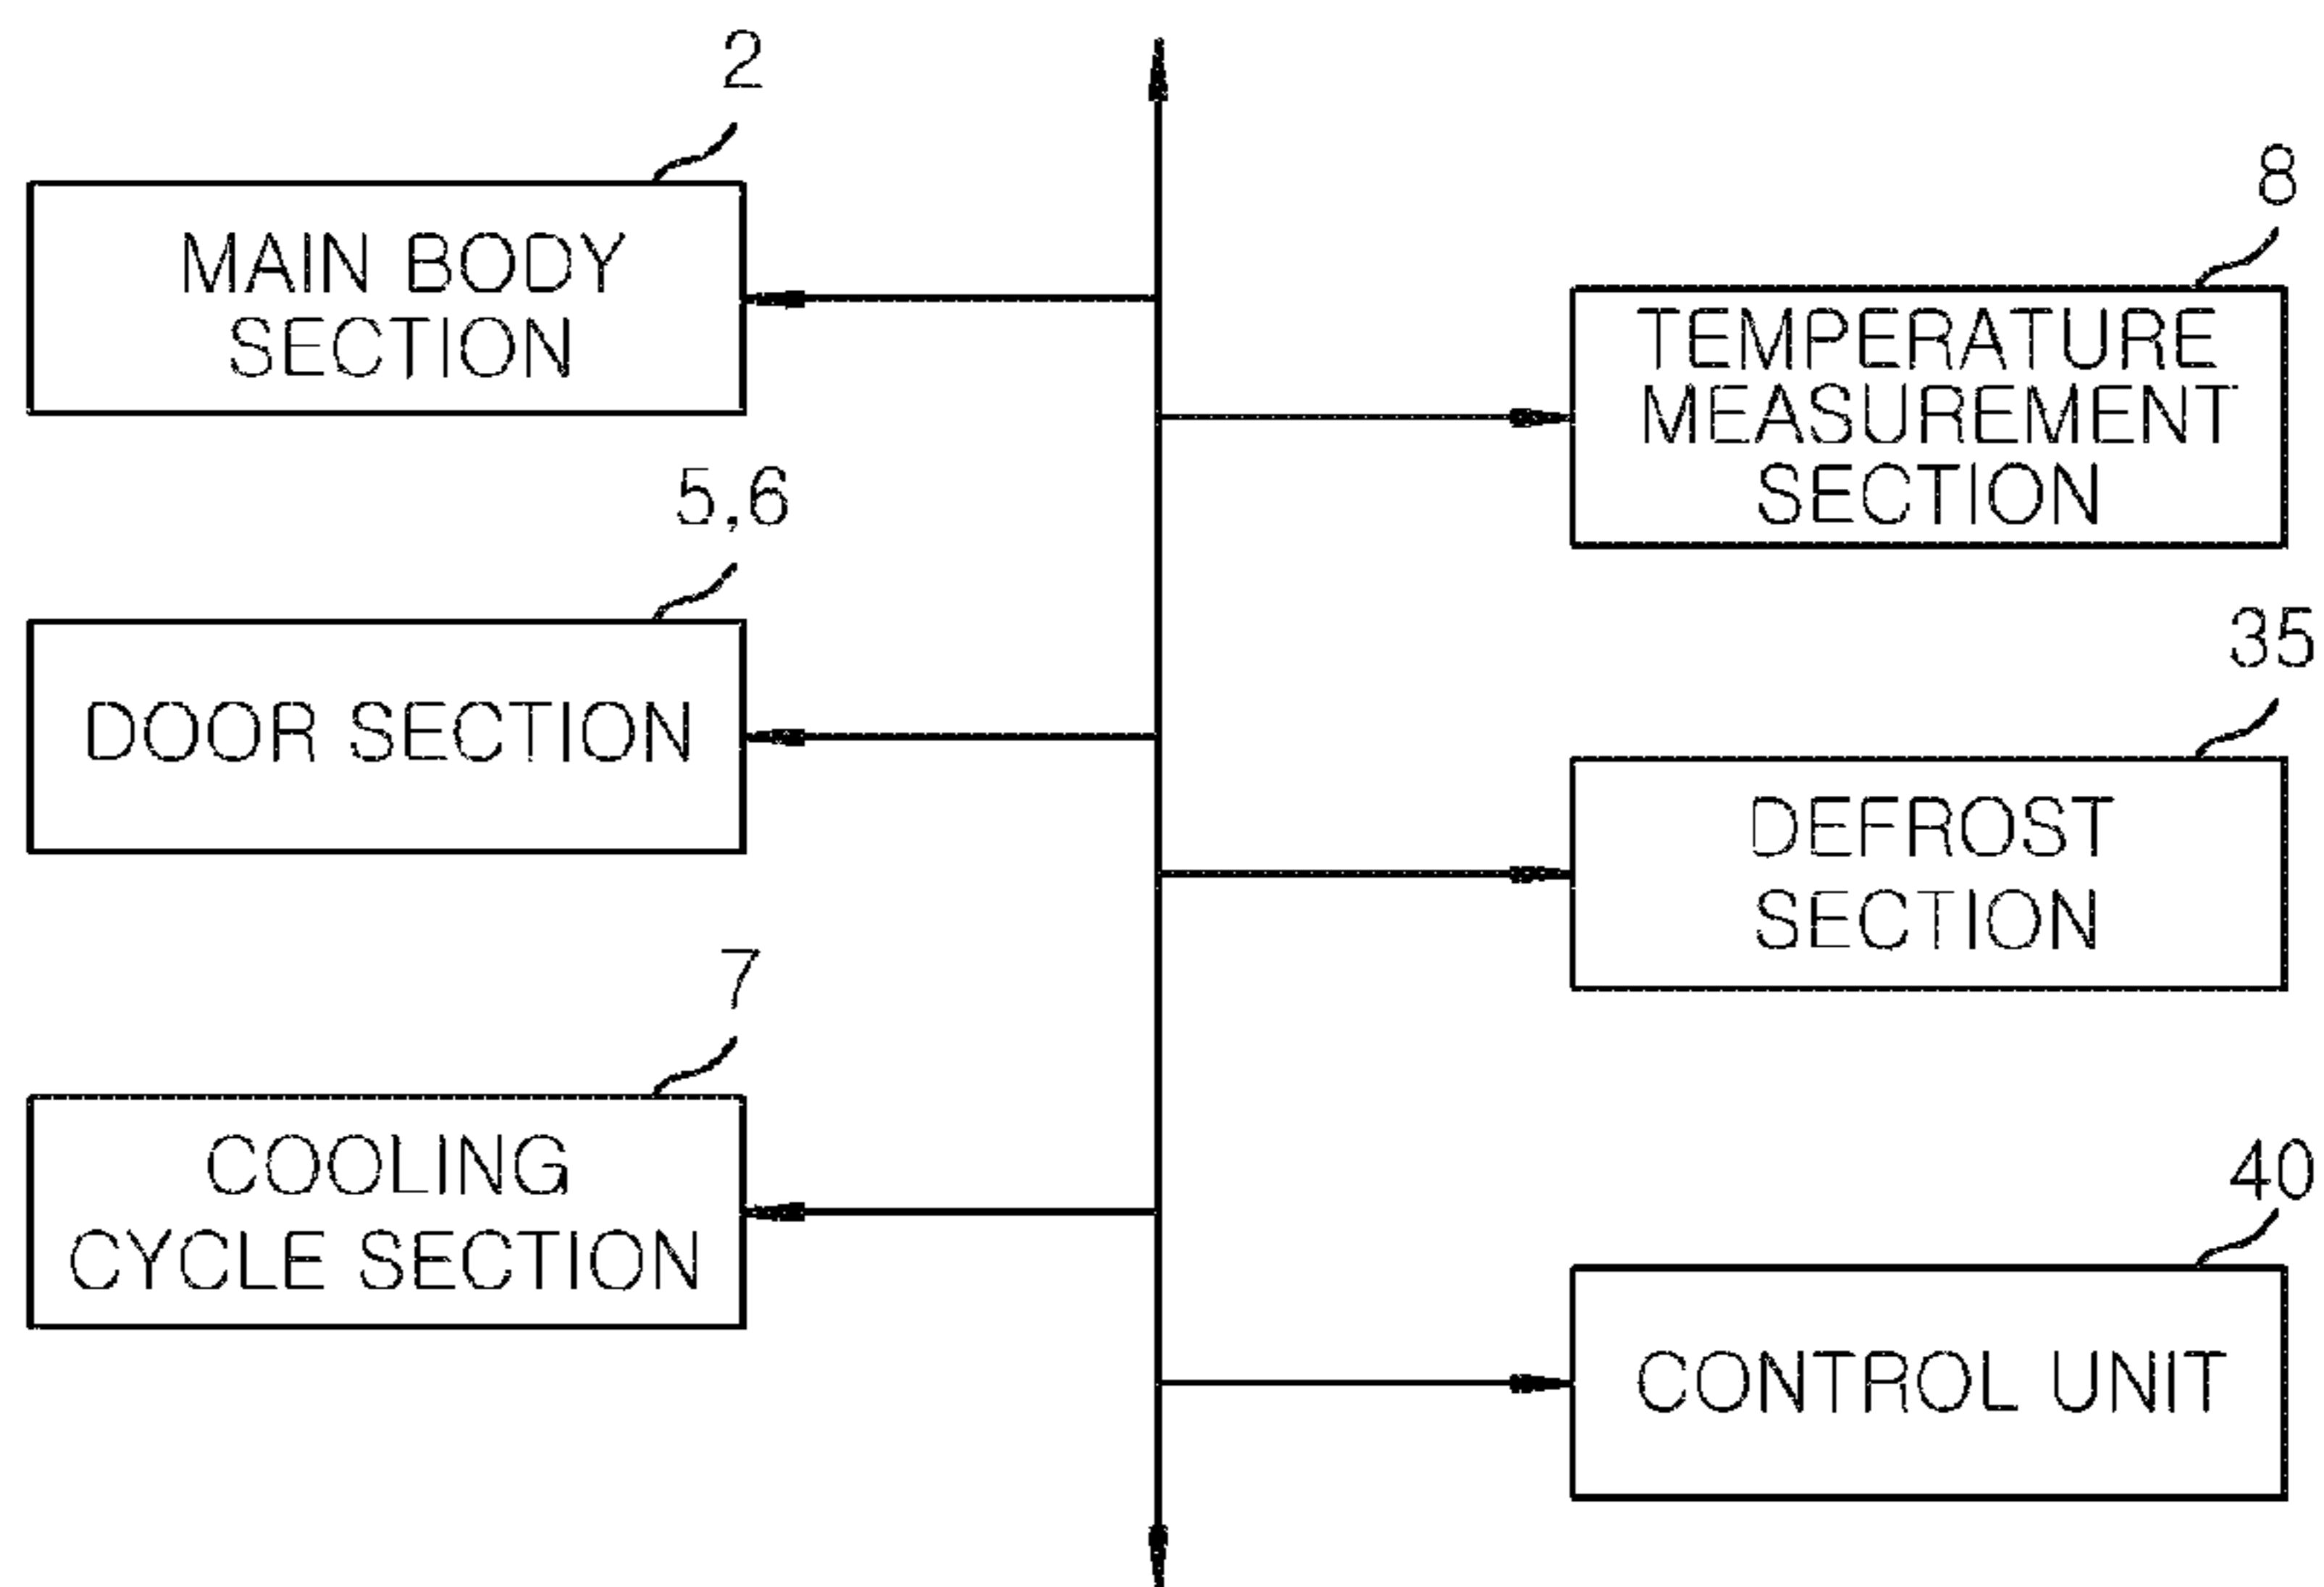 2
MAIN BODY
SECTION
5,6
DOOR SECTION
7
COOLING
CYCLE SECTION
8
TEMPERATURE
MEASUREMENT
SECTION
35
DEFROST
SECTION
40
CONTROL UNIT